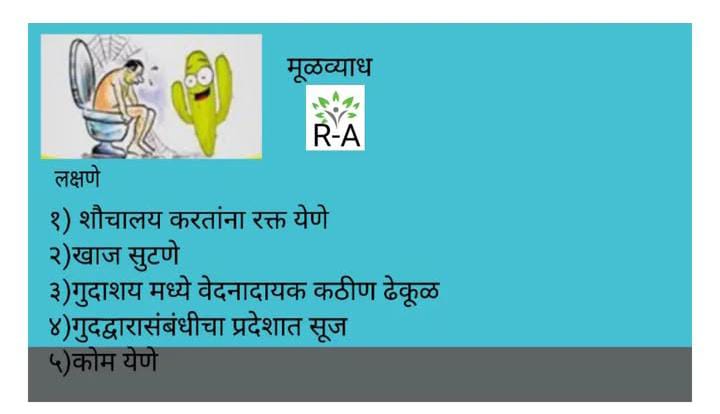 मूळव्याध
R-A
लक्षणे
१) शौचालय करतांना रक्त येणे
२)खाज सुटणे
३)गुदाशय मध्ये वेदनादायक कठीण ढेकूळ
४)गुदद्वारासंबंधीचा प्रदेशात सूज
५)कोम येणे